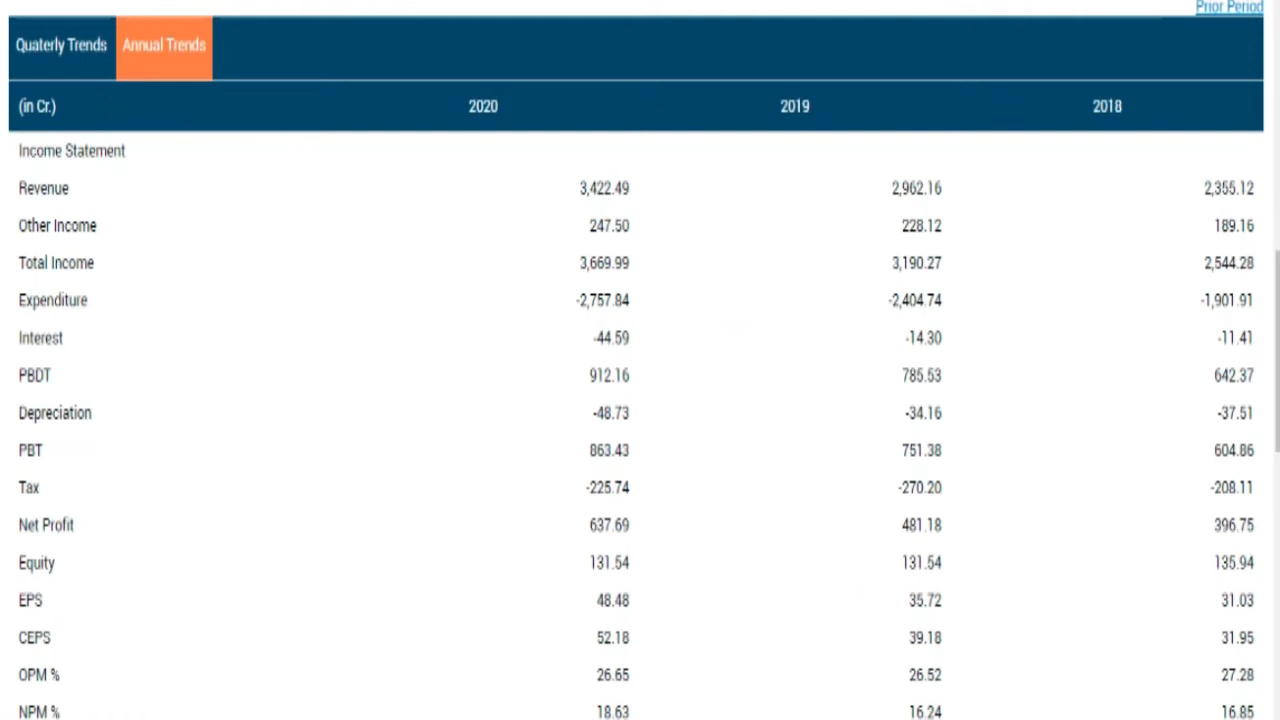 Prior Period
Quaterly Trends Annual Trends
(in Cr.) 2020 2019 2018
Income Statement
Revenue 3,422.49 2,962.16 2,355.12
Other Income 247.50 228.12 189.16
Total Income 3,669.99 3,190.27 2,544.28
Expenditure -2,757.84 -2,404.74 -1,901.91
Interest -44.59 -14.30 -11.41
PBDT 912.16 785.53 642.37
Depreciation -48.73 -34.16 -37.51
PBT 863.43 751.38 604.86
Tax -225.74 -270.20 -208.11
Net Profit 637.69 481.18 396.75
Equity 131.54 131.54 135.94
EPS 48.48 35.72 31.03
CEPS 52.18 39.18 31.95
OPM % 26.65 26.52 27.28
NPM % 18.63 16.24 16.85